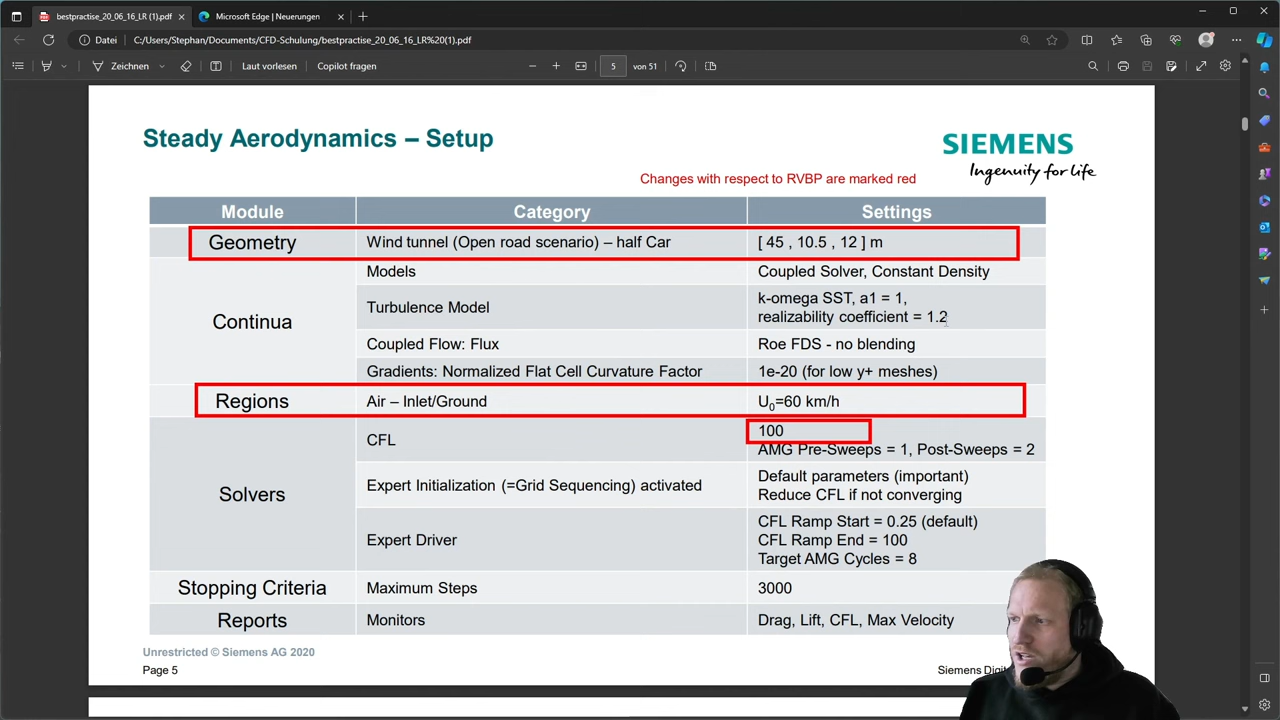 bestpractise_20_06_16_LR (1).pdf
Microsoft Edge | Neuerungen
Datei
C:/Users/Stephan/Documents/CFD-Schulung/bestpractise_20_06_16_LR%20(1).pdf
Zeichnen
Laut vorlesen
Copilot fragen
5
von 51
Steady Aerodynamics – Setup
SIEMENS
Ingenuity for life
Changes with respect to RVBP are marked red
Module Category Settings
Geometry Wind tunnel (Open road scenario) – half Car [ 45 , 10.5 , 12 ] m
Continua
Models Coupled Solver, Constant Density
Turbulence Model k-omega SST, a1 = 1,
realizability coefficient = 1.2
Coupled Flow: Flux Roe FDS - no blending
Gradients: Normalized Flat Cell Curvature Factor 1e-20 (for low y+ meshes)
Regions Air – Inlet/Ground U0=60 km/h
Solvers
CFL 100
AMG Pre-Sweeps = 1, Post-Sweeps = 2
Expert Initialization (=Grid Sequencing) activated Default parameters (important)
Reduce CFL if not converging
Expert Driver CFL Ramp Start = 0.25 (default)
CFL Ramp End = 100
Target AMG Cycles = 8
Stopping Criteria Maximum Steps 3000
Reports Monitors Drag, Lift, CFL, Max Velocity
Unrestricted © Siemens AG 2020
Page 5
Siemens